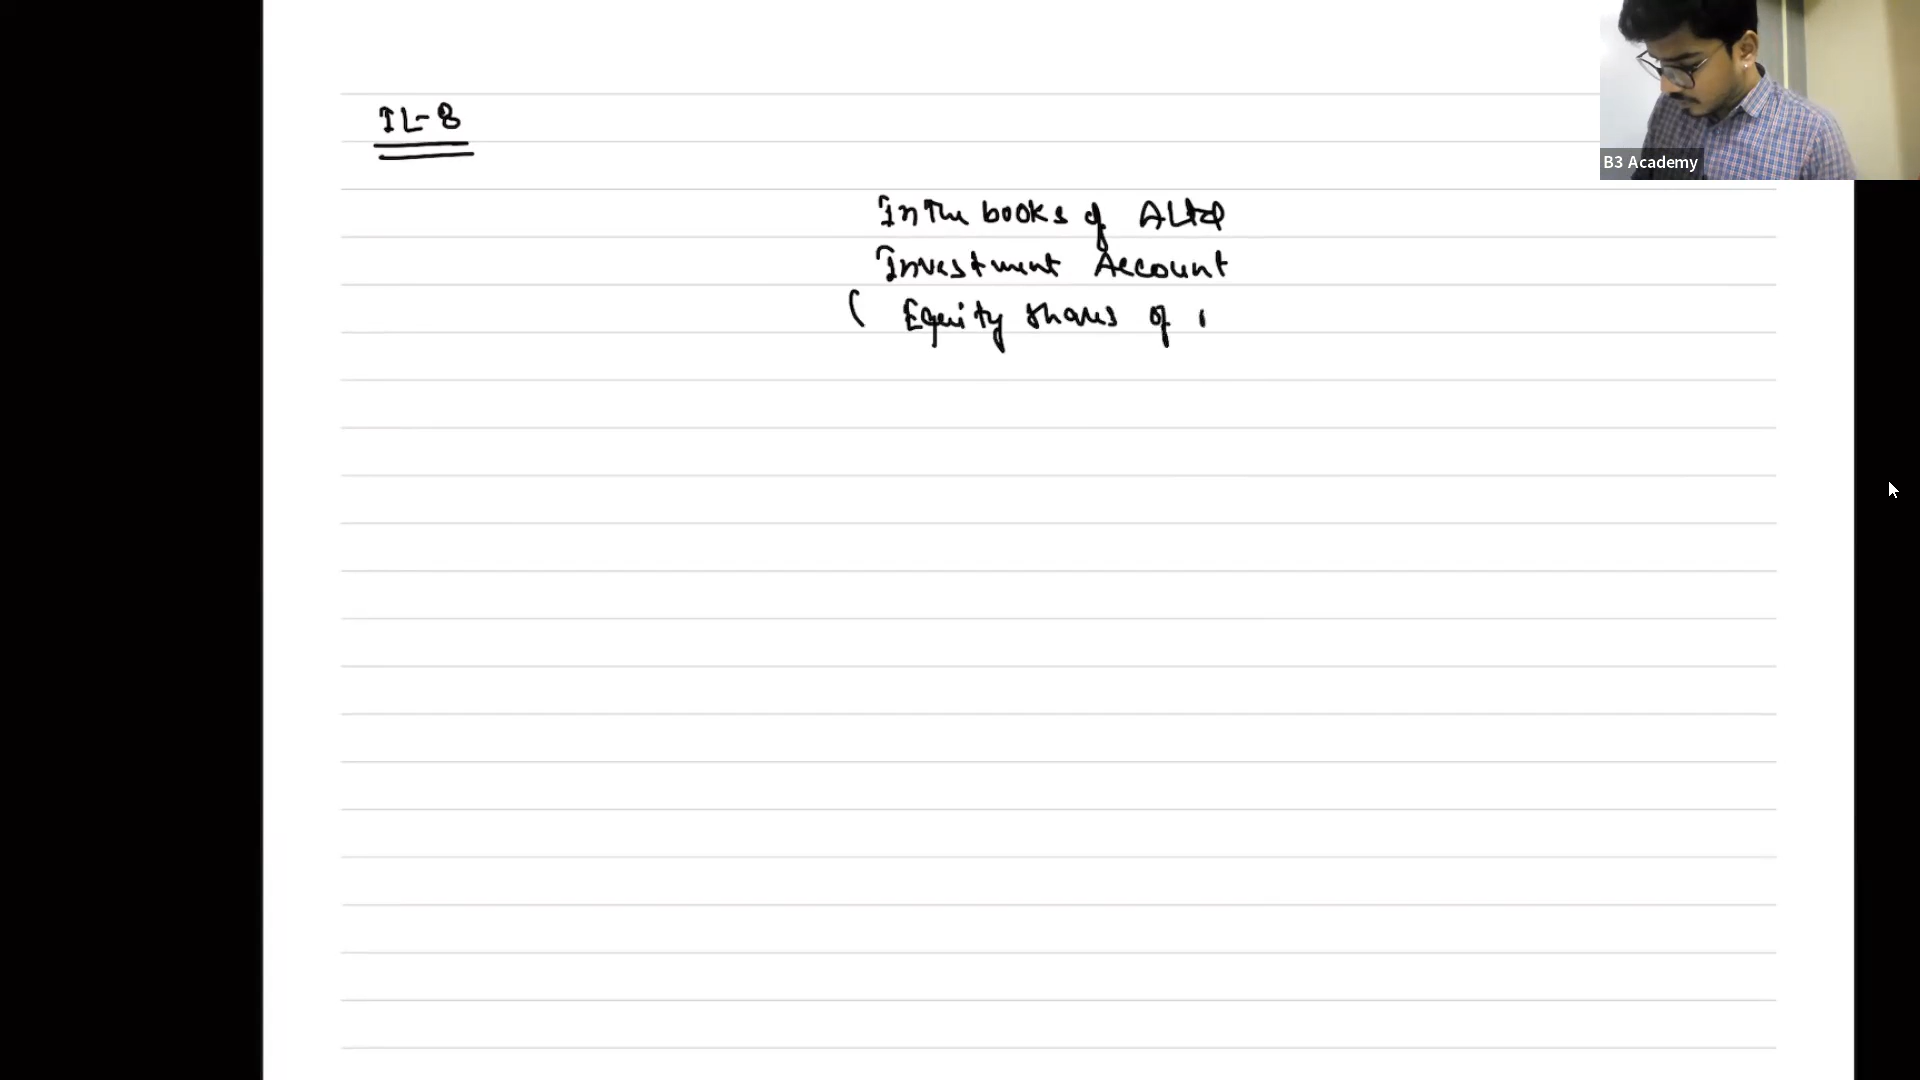 IL-8
B3 Academy
In the books of A Ltd
Investment Account
( Equity shares of